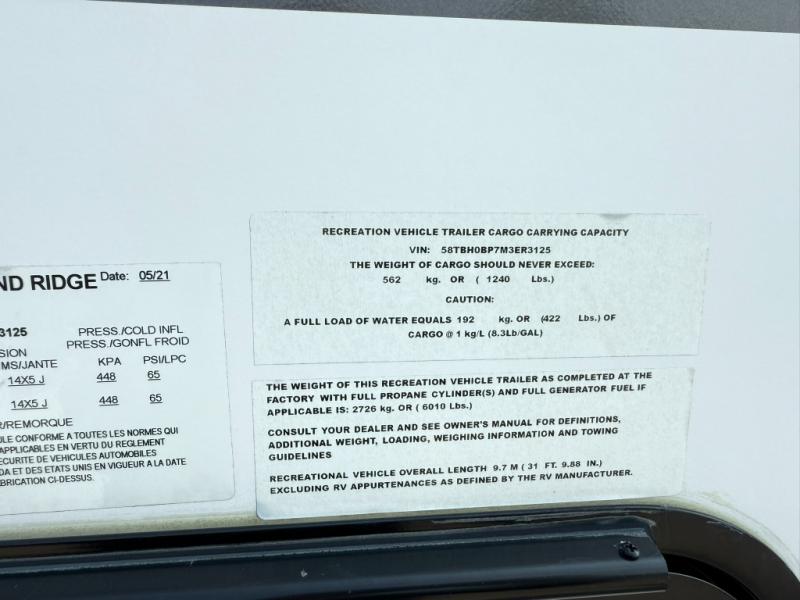 ND RIDGE Date: 05/21
3125 PRESS./COLD INFL
PRESS./GONFL FROID
SION
MS/JANTE KPA PSI/LPC
14X5 J 448 65
14X5 J 448 65
R/REMORQUE
ULE CONFORME A TOUTES LES NORMES QUI
APPLICABLES EN VERTU DU REGLEMENT
SECURITE DE VEHICULES AUTOMOBILES
DA ET DES ETATS UNIS EN VIGUEUR A LA DATE
BRICATION CI-DESSUS.
RECREATION VEHICLE TRAILER CARGO CARRYING CAPACITY
VIN: 58TBH0BP7M3ER3125
THE WEIGHT OF CARGO SHOULD NEVER EXCEED:
562 kg. OR ( 1240 Lbs.)
CAUTION:
A FULL LOAD OF WATER EQUALS 192 kg. OR (422 Lbs.) OF
CARGO @ 1 kg/L (8.3Lb/GAL)
THE WEIGHT OF THIS RECREATION VEHICLE TRAILER AS COMPLETED AT THE
FACTORY WITH FULL PROPANE CYLINDER(S) AND FULL GENERATOR FUEL IF
APPLICABLE IS: 2726 kg. OR ( 6010 Lbs.)
CONSULT YOUR DEALER AND SEE OWNER'S MANUAL FOR DEFINITIONS,
ADDITIONAL WEIGHT, LOADING, WEIGHING INFORMATION AND TOWING
GUIDELINES
RECREATIONAL VEHICLE OVERALL LENGTH 9.7 M ( 31 FT. 9.88 IN.)
EXCLUDING RV APPURTENANCES AS DEFINED BY THE RV MANUFACTURER.